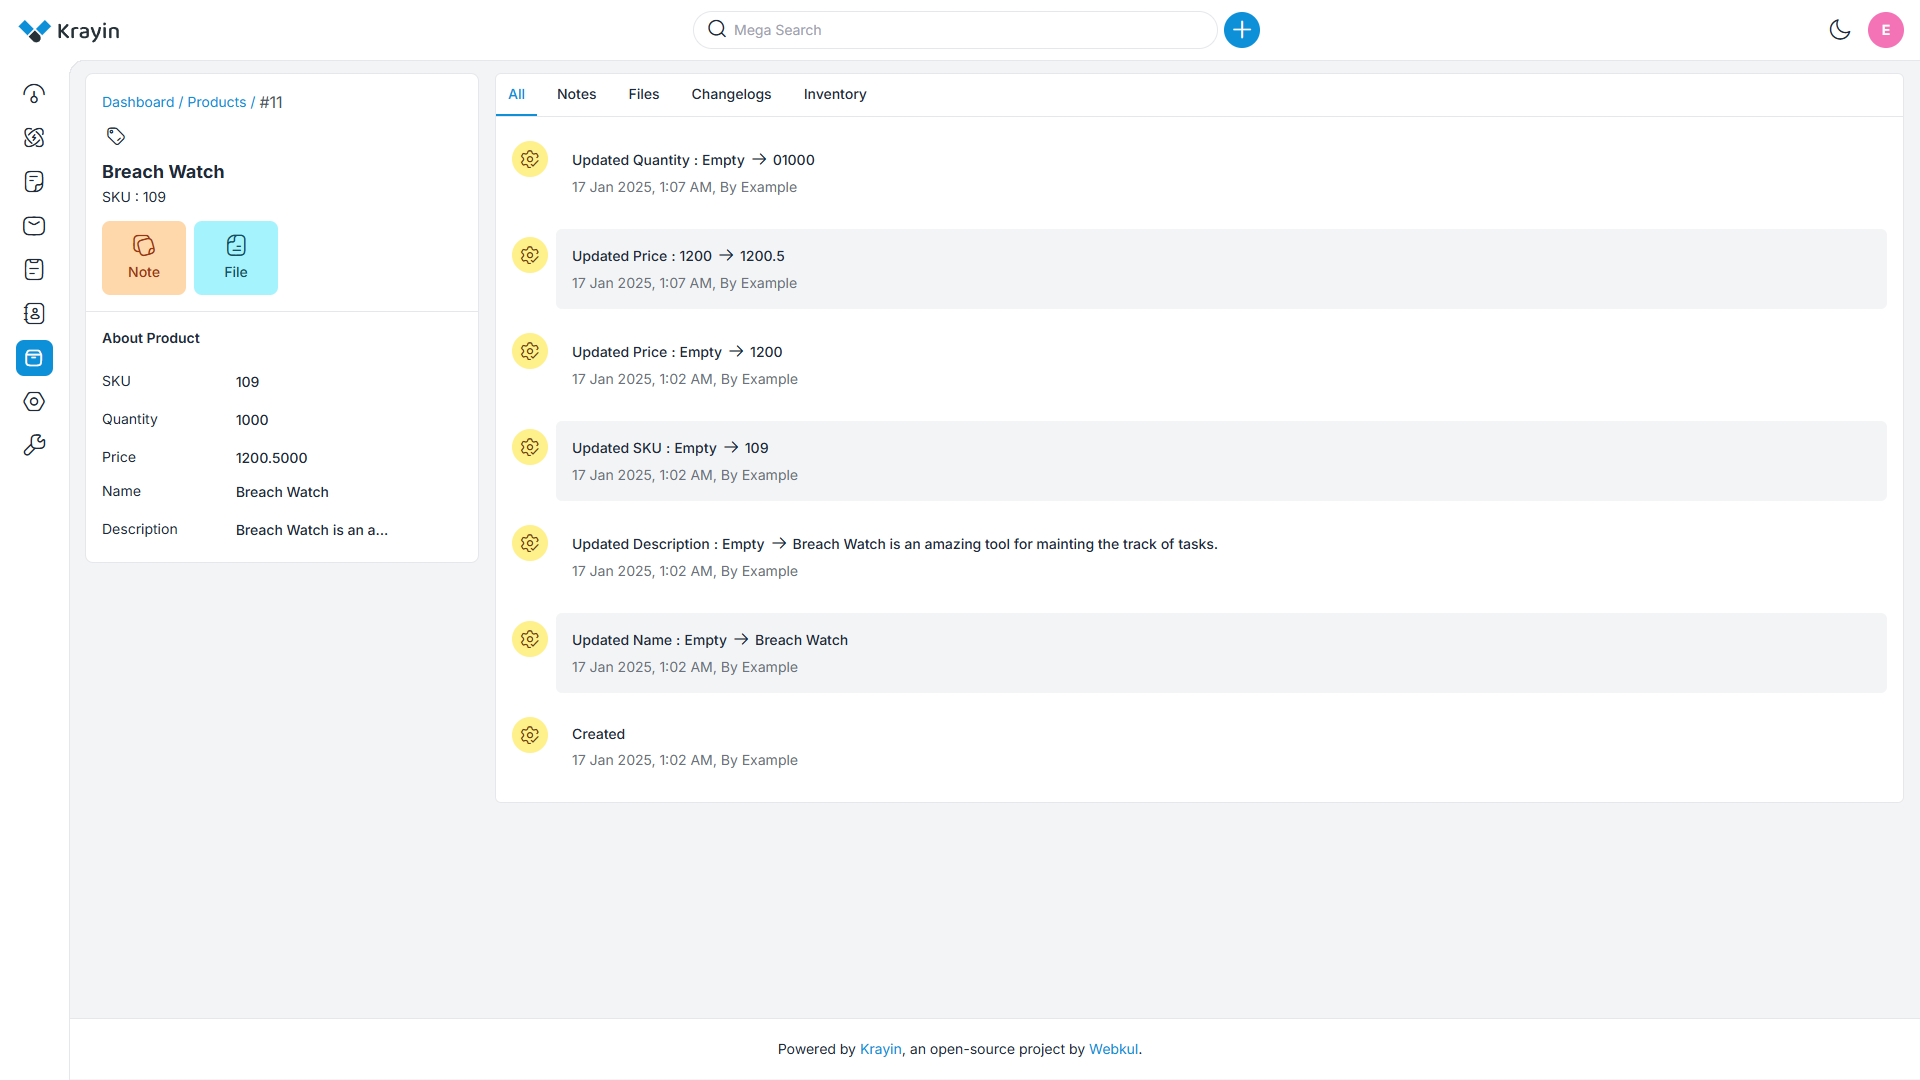 Krayin
Mega Search
E
Dashboard / Products / #11
Breach Watch
SKU : 109
Note
File
About Product
SKU 109
Quantity 1000
Price 1200.5000
Name Breach Watch
Description Breach Watch is an a...
All Notes Files Changelogs Inventory
Updated Quantity : Empty → 01000
17 Jan 2025, 1:07 AM, By Example
Updated Price : 1200 → 1200.5
17 Jan 2025, 1:07 AM, By Example
Updated Price : Empty → 1200
17 Jan 2025, 1:02 AM, By Example
Updated SKU : Empty → 109
17 Jan 2025, 1:02 AM, By Example
Updated Description : Empty → Breach Watch is an amazing tool for mainting the track of tasks.
17 Jan 2025, 1:02 AM, By Example
Updated Name : Empty → Breach Watch
17 Jan 2025, 1:02 AM, By Example
Created
17 Jan 2025, 1:02 AM, By Example
Powered by Krayin, an open-source project by Webkul.